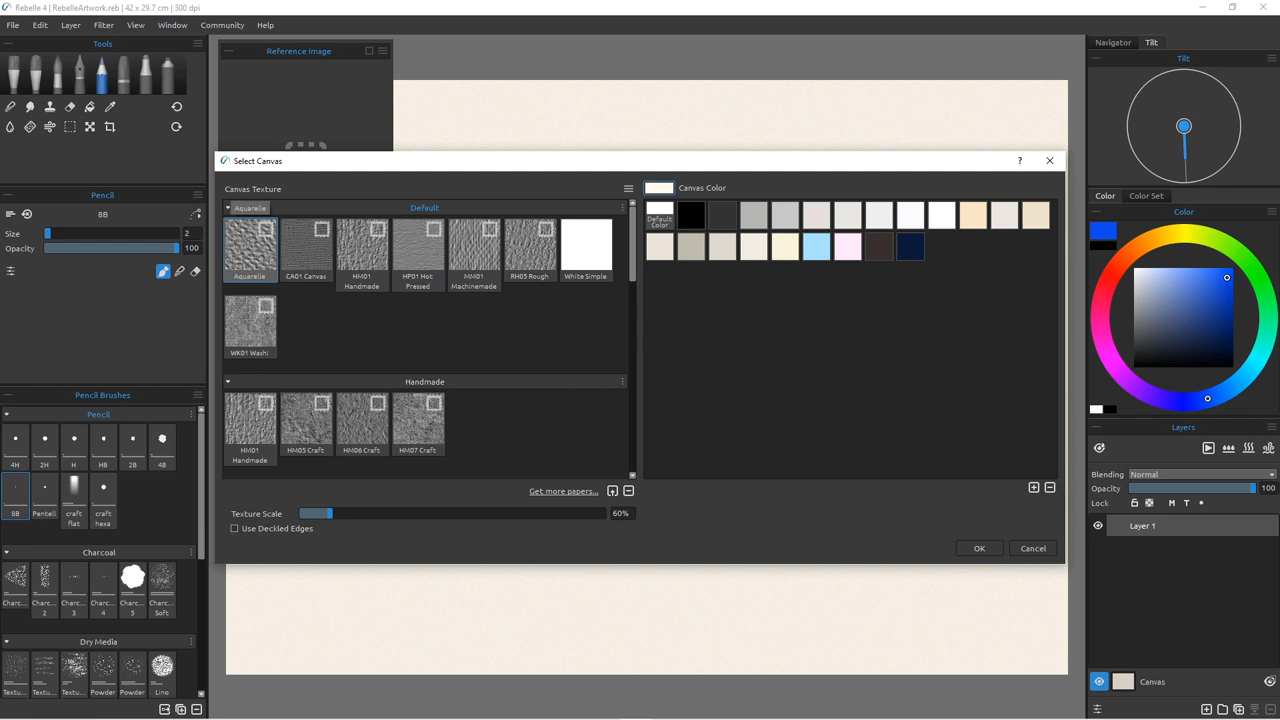 Rebelle 4 | RebelleArtwork.reb | 42 x 29.7 cm | 300 dpi
File Edit Layer Filter View Window Community Help
Tools
Reference Image
Navigator Tilt
Tilt
Pencil
8B
Size 2
Opacity 100
Select Canvas
?
Canvas Texture
Aquarelle Default
Aquarelle
CA01 Canvas
HM01 Handmade
HP01 Hot Pressed
MM01 Machinemade
RH05 Rough
White Simple
WK01 Washi
Handmade
HM01 Handmade
HM05 Craft
HM06 Craft
HM07 Craft
Get more papers...
Texture Scale 60%
Use Deckled Edges
Canvas Color
Default Color
OK Cancel
Pencil Brushes
Pencil
4H 2H H HB 2B 4B
8B Pentell craft flat craft hexa
Charcoal
Charc... Charc... 2 Charc... 3 Charc... 4 Charc... 5 Charc... Soft
Dry Media
Textu... Textu... Textu... Powder Powder Lino
Color Color Set
Color
Layers
Blending Normal
Opacity 100
Lock M T
Layer 1
Canvas